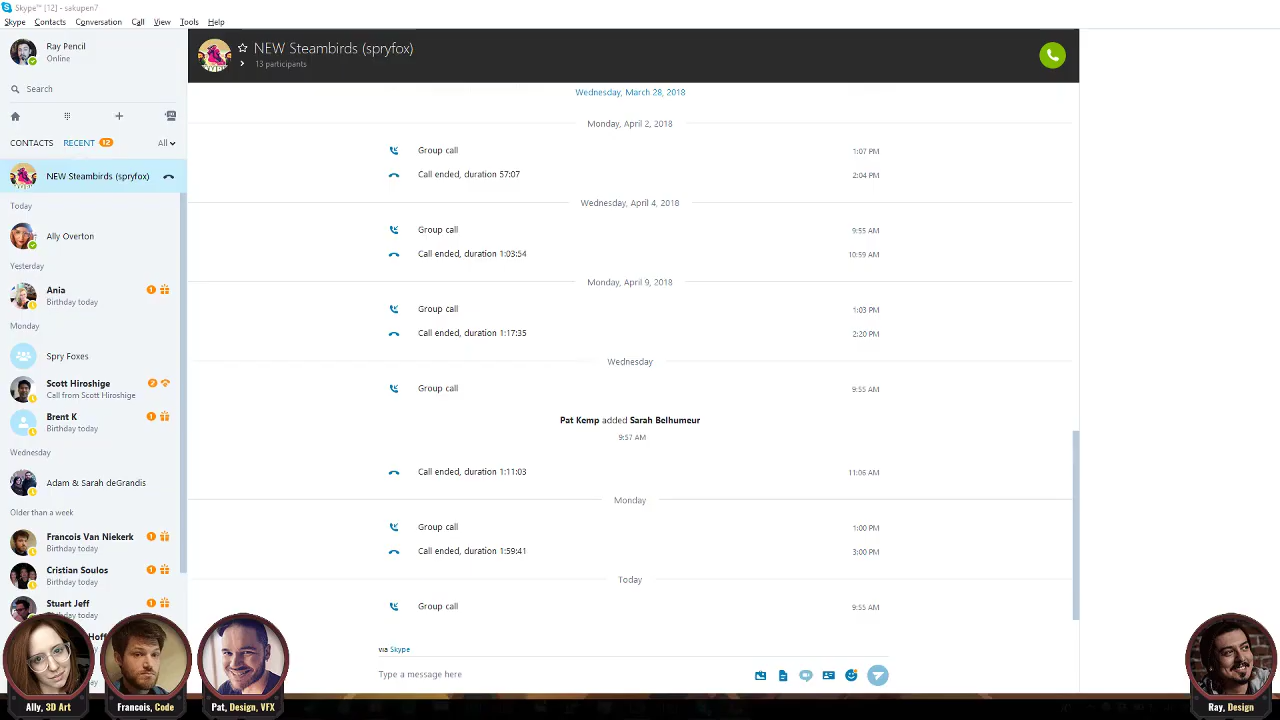 Skype™ [12] - sakupen7
Skype Contacts Conversation Call View Tools Help
Ray Pencil
Online
Search
CONTACTS RECENT 12 All
NEW Steambirds (spryfox)
Today
Ally Overton
Yesterday
Ania 1
Birthday today
Monday
Spry Foxes
Scott Hiroshige 2
Call from Scott Hiroshige
Brent K 1
Birthday today
Wednesday
Adam & Sarah deGrandis
Older than a week
Francois Van Niekerk 1
Birthday today
Cristian Soulos 1
Birthday today
Stuart Jeff 1
Birthday today
NEW Steambirds (spryfox)
13 participants
Wednesday, March 28, 2018
Monday, April 2, 2018
Group call 1:07 PM
Call ended, duration 57:07 2:04 PM
Wednesday, April 4, 2018
Group call 9:55 AM
Call ended, duration 1:03:54 10:59 AM
Monday, April 9, 2018
Group call 1:03 PM
Call ended, duration 1:17:35 2:20 PM
Wednesday
Group call 9:55 AM
Pat Kemp added Sarah Belhumeur
9:57 AM
Call ended, duration 1:11:03 11:06 AM
Monday
Group call 1:00 PM
Call ended, duration 1:59:41 3:00 PM
Today
Group call 9:55 AM
via Skype
Type a message here
Ally, 3D Art
Francois, Code
Pat, Design, VFX
Ray, Design